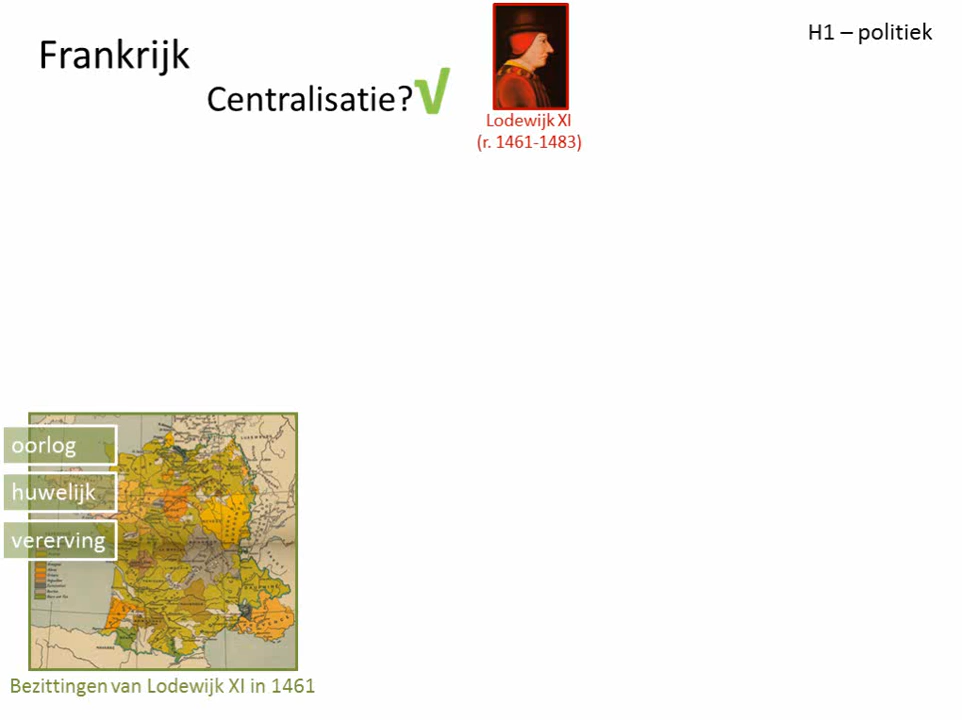 Frankrijk
H1 – politiek
Centralisatie?√
Lodewijk XI
(r. 1461-1483)
oorlog
huwelijk
vererving
Bezittingen van Lodewijk XI in 1461